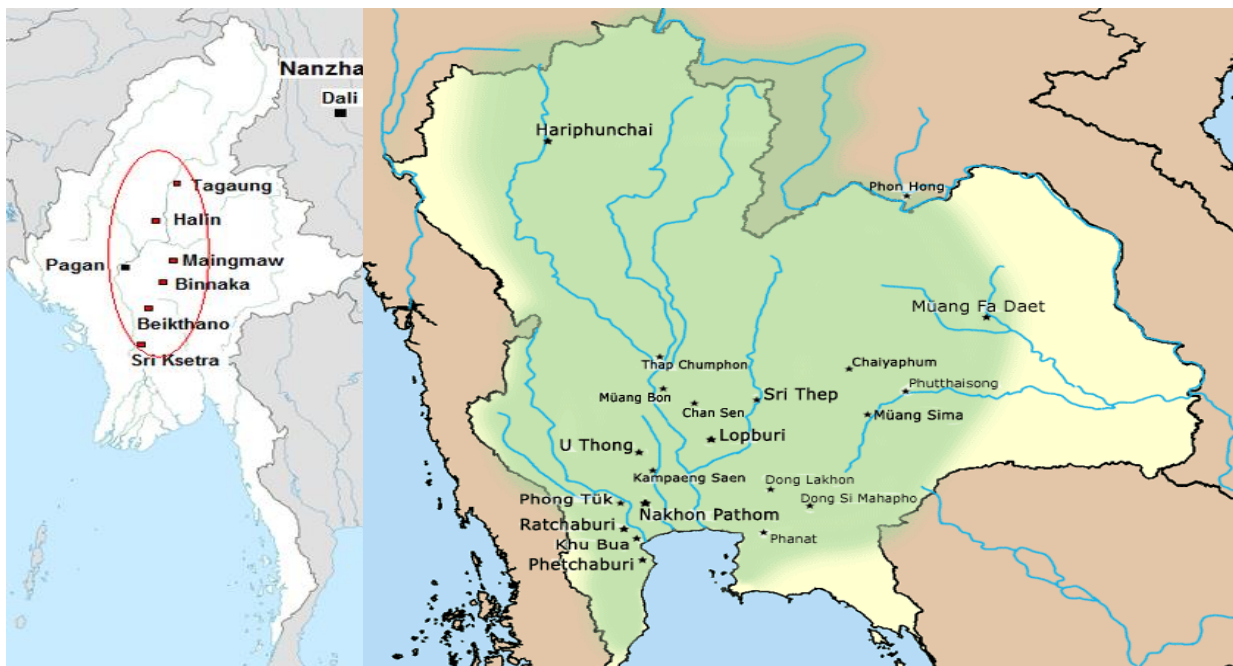 Nanzha
Dali
Tagaung
Halin
Pagan
Maingmaw
Binnaka
Beikthano
Sri Ksetra
Hariphunchai
Phon Hong
Müang Fa Daet
Thap Chumphon
Chaiyaphum
Phutthaisong
Müang Bon
Chan Sen
Sri Thep
Müang Sima
Lopburi
U Thong
Kampaeng Saen
Dong Lakhon
Phong Tük
Nakhon Pathom
Dong Si Mahapho
Ratchaburi
Khu Bua
Phanat
Phetchaburi